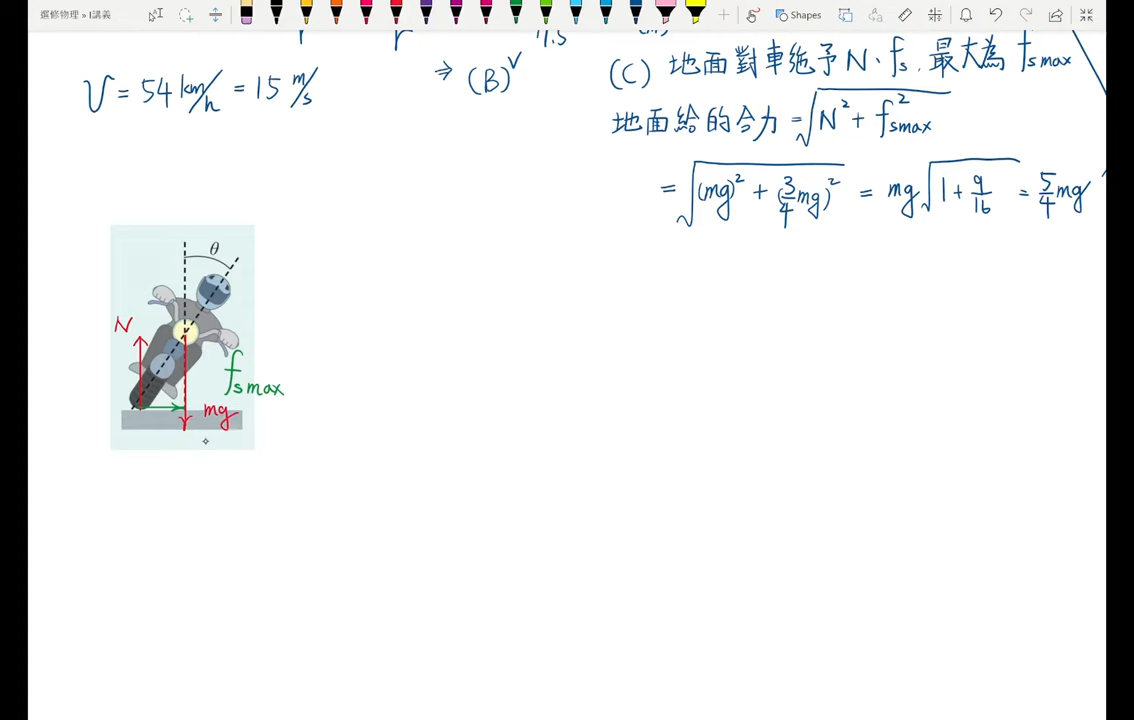 選修物理 » I講義
Shapes
V = 54 km/h = 15 m/s
⇒ (B)✓
(C) 地面對車施予 N、fs,最大為 fsmax
地面給的合力 = √(N² + fsmax²)
= √((mg)² + (3/4 mg)²) = mg√(1 + 9/16) = 5/4 mg
θ
N
fsmax
mg